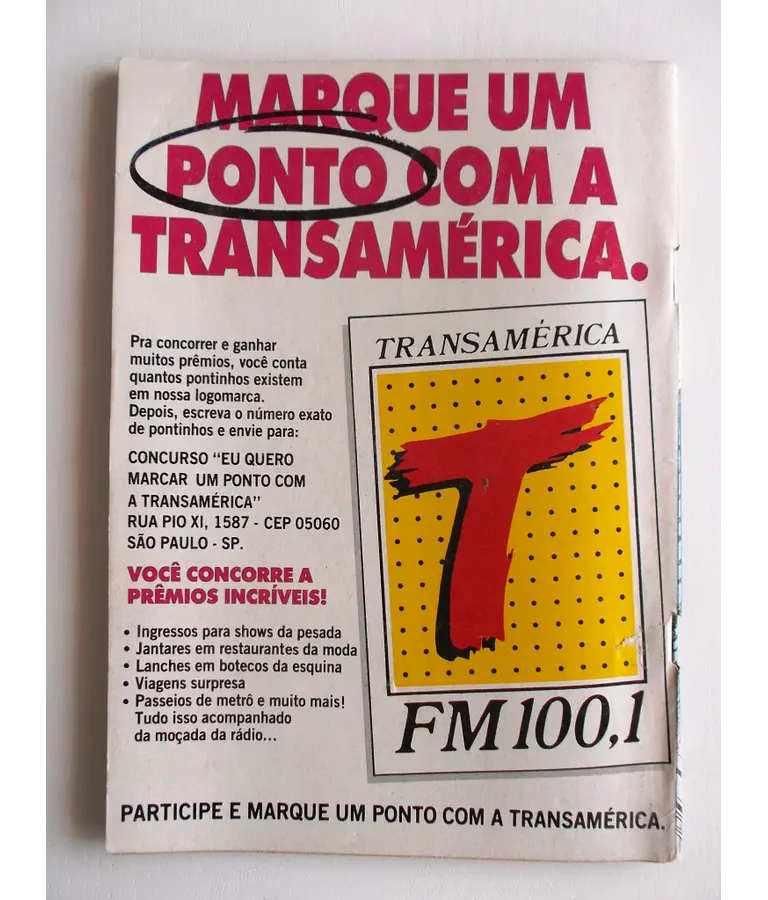 MARQUE UM
PONTO COM A
TRANSAMÉRICA.
Pra concorrer e ganhar
muitos prêmios, você conta
quantos pontinhos existem
em nossa logomarca.
Depois, escreva o número exato
de pontinhos e envie para:
CONCURSO “EU QUERO
MARCAR UM PONTO COM
A TRANSAMÉRICA”
RUA PIO XI, 1587 - CEP 05060
SÃO PAULO - SP.
VOCÊ CONCORRE A
PRÊMIOS INCRÍVEIS!
• Ingressos para shows da pesada
• Jantares em restaurantes da moda
• Lanches em botecos da esquina
• Viagens surpresa
• Passeios de metrô e muito mais!
Tudo isso acompanhado
da moçada da rádio...
TRANSAMÉRICA
T
FM 100,1
PARTICIPE E MARQUE UM PONTO COM A TRANSAMÉRICA.